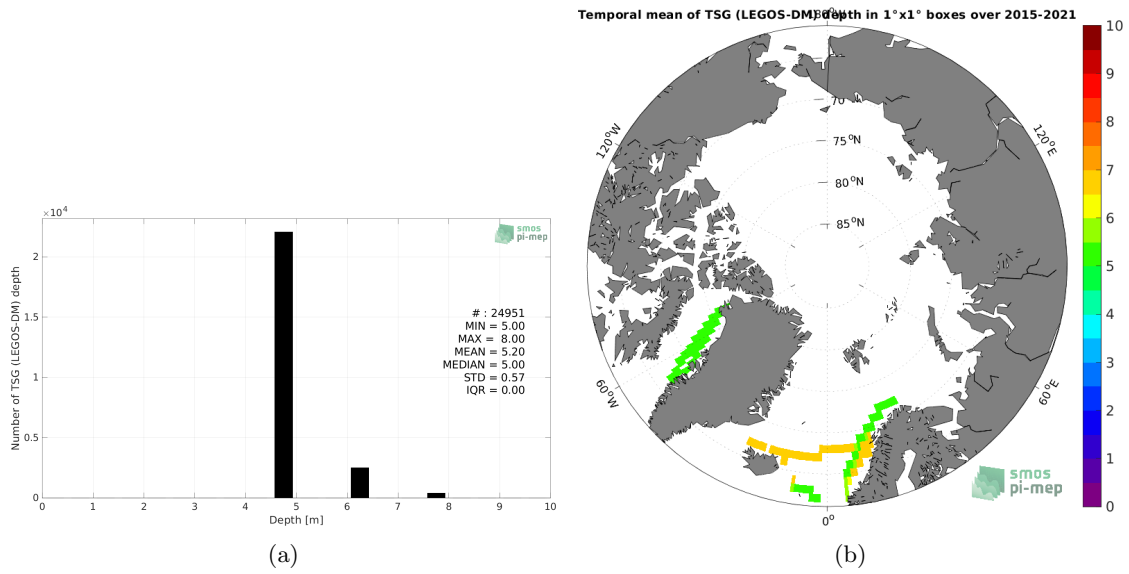 Temporal mean of TSG (LEGOS-DM) depth in 1°x1° boxes over 2015-2021
180°W
×10⁴
Number of TSG (LEGOS-DM) depth
2
1.5
1
0.5
0
smos
pi-mep
# : 24951
MIN = 5.00
MAX = 8.00
MEAN = 5.20
MEDIAN = 5.00
STD = 0.57
IQR = 0.00
0 1 2 3 4 5 6 7 8 9 10
Depth [m]
(a)
120°W
70
75°N
80°N
85°N
120°E
60°W
60°E
0°
smos
pi-mep
10
9
8
7
6
5
4
3
2
1
0
(b)